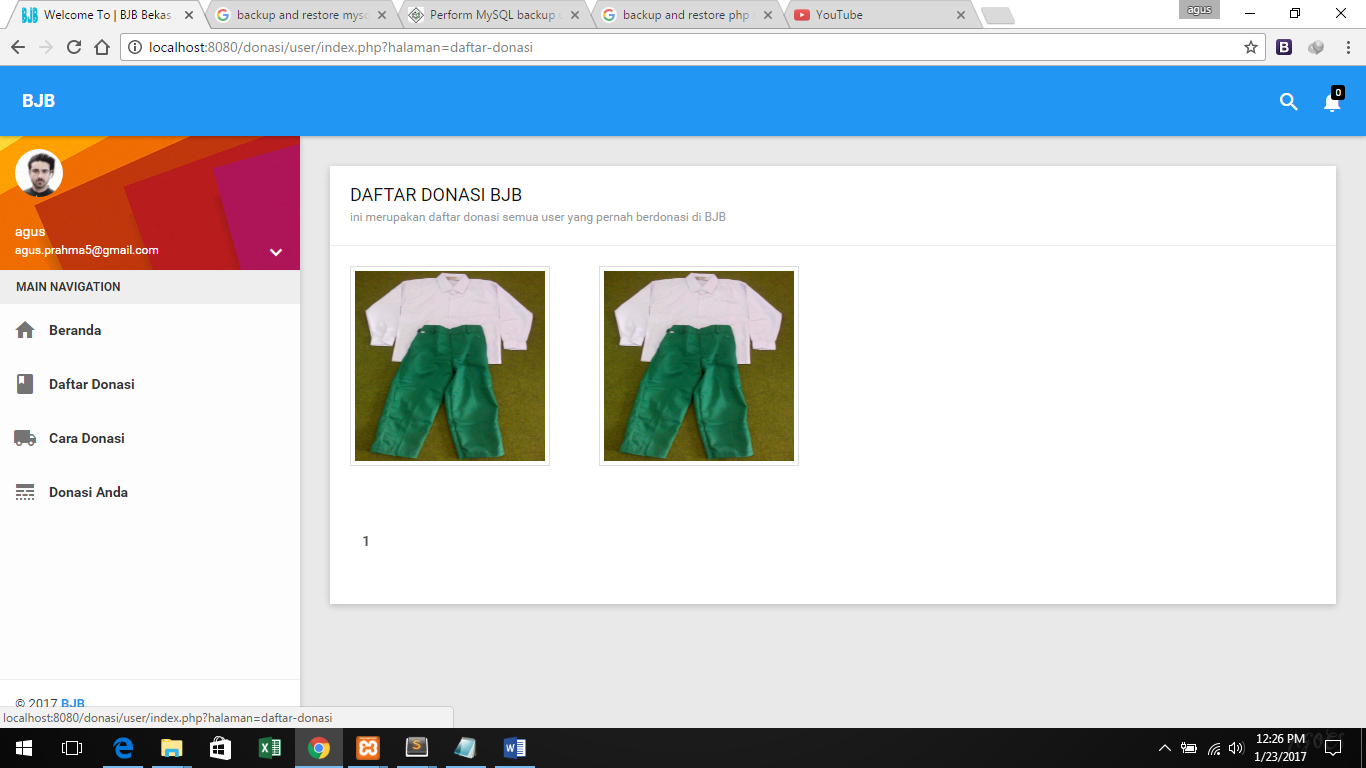 Welcome To | BJB Bekas
backup and restore mys
Perform MySQL backup
backup and restore php
YouTube
agus
localhost:8080/donasi/user/index.php?halaman=daftar-donasi
BJB
0
agus
agus.prahma5@gmail.com
MAIN NAVIGATION
Beranda
Daftar Donasi
Cara Donasi
Donasi Anda
DAFTAR DONASI BJB
ini merupakan daftar donasi semua user yang pernah berdonasi di BJB
1
© 2017 BJB
localhost:8080/donasi/user/index.php?halaman=daftar-donasi
12:26 PM
1/23/2017